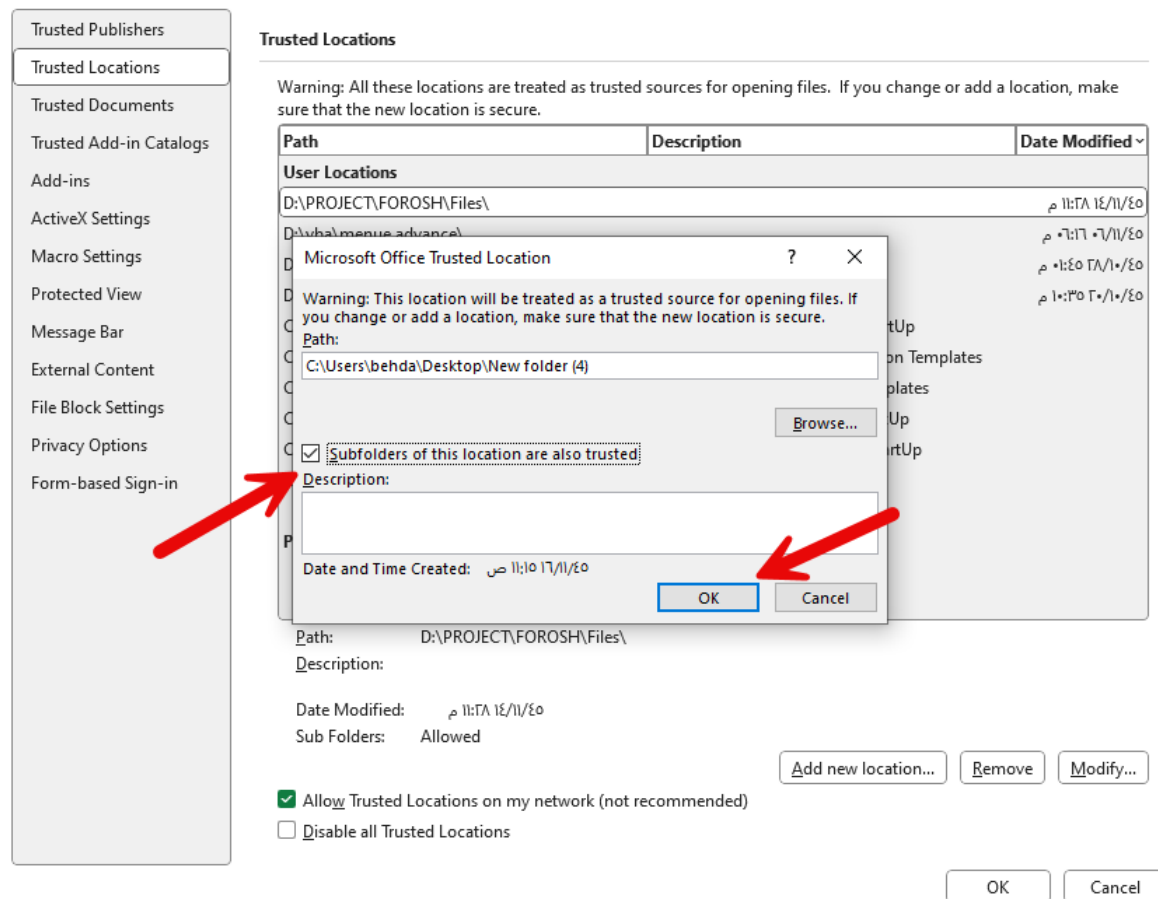 Trusted Publishers
Trusted Locations
Trusted Documents
Trusted Add-in Catalogs
Add-ins
ActiveX Settings
Macro Settings
Protected View
Message Bar
External Content
File Block Settings
Privacy Options
Form-based Sign-in
Trusted Locations
Warning: All these locations are treated as trusted sources for opening files. If you change or add a location, make
sure that the new location is secure.
Path Description Date Modified
User Locations
D:\PROJECT\FOROSH\Files\ ١٤/١١/٤٥ ١١:٢٨ م
D:\vba\menue advance\ ٠٦/١١/٤٥ ٠٦:١٦ م
٢٨/١٠/٤٥ ٠١:٤٥ م
٢٠/١٠/٤٥ ١٠:٣٥ م
Templates
Microsoft Office Trusted Location
? X
Warning: This location will be treated as a trusted source for opening files. If
you change or add a location, make sure that the new location is secure.
Path:
C:\Users\behda\Desktop\New folder (4)
Browse...
Subfolders of this location are also trusted
Description:
Date and Time Created: ١٦/١١/٤٥ ١١:١٥ ص
OK Cancel
Path: D:\PROJECT\FOROSH\Files\
Description:
Date Modified: ١٤/١١/٤٥ ١١:٢٨ م
Sub Folders: Allowed
Add new location... Remove Modify...
Allow Trusted Locations on my network (not recommended)
Disable all Trusted Locations
OK Cancel